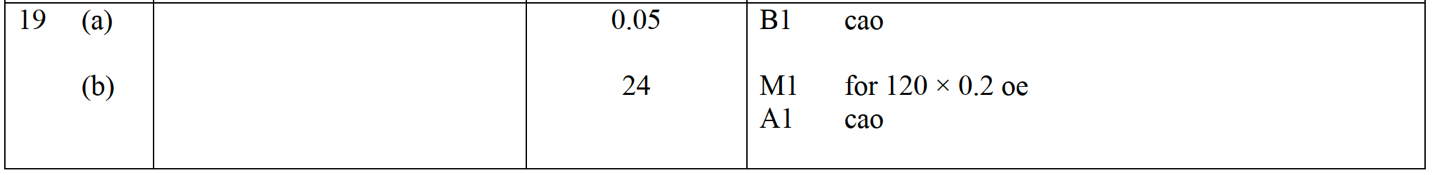 19 (a) 0.05 B1 cao
(b) 24 M1 for 120 × 0.2 oe
A1 cao